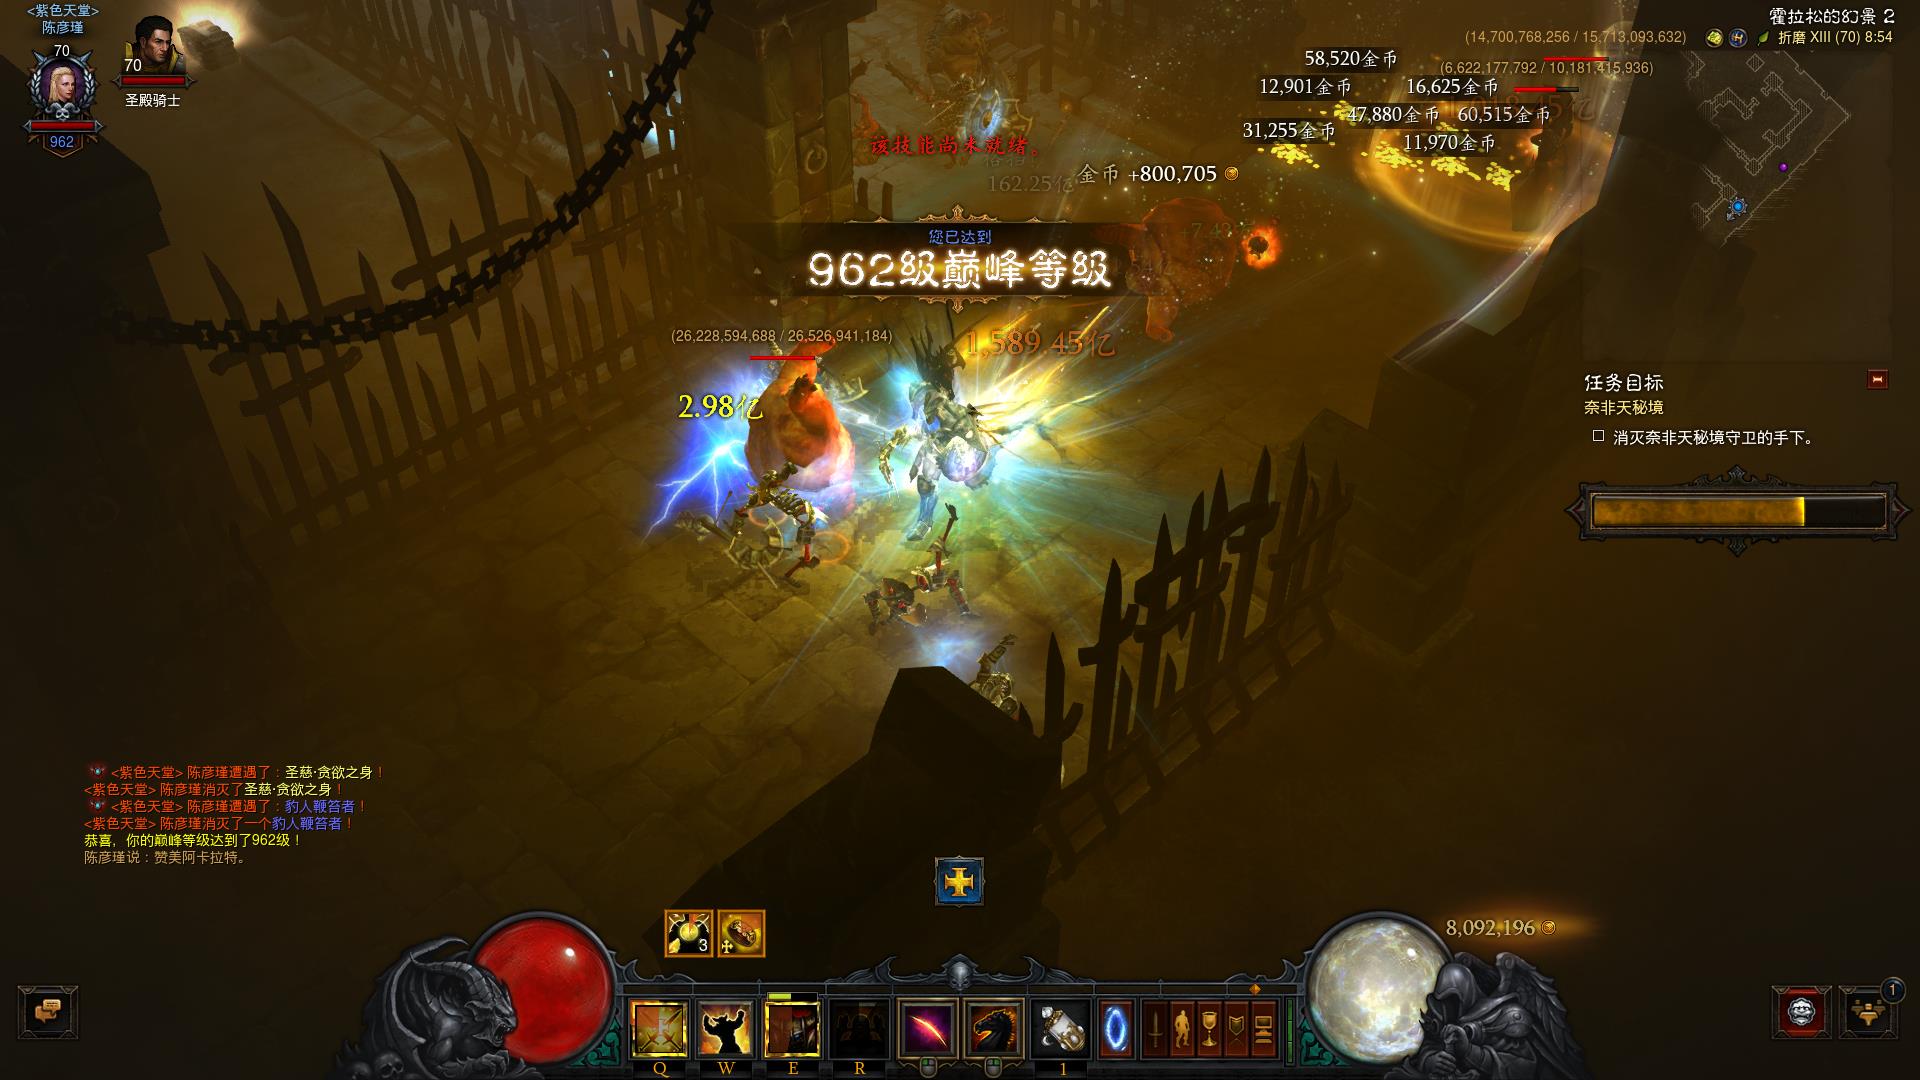 <紫色天堂>
陈彦瑾
70
70
圣殿骑士
962
霍拉松的幻景 2
(14,700,768,256 / 15,713,093,632)
折磨 XIII (70) 8:54
58,520金币
(6,622,177,792 / 10,181,415,936)
12,901金币
16,625金币
47,880金币
60,515金币
31,255金币
11,970金币
该技能尚未就绪。
162.25亿
金币 +800,705
您已达到
962级巅峰等级
(26,228,594,688 / 26,526,941,184)
1,589.45亿
2.98亿
任务目标
奈非天秘境
消灭奈非天秘境守卫的手下。
<紫色天堂> 陈彦瑾遭遇了：圣慈·贪欲之身！
<紫色天堂> 陈彦瑾消灭了圣慈·贪欲之身！
<紫色天堂> 陈彦瑾遭遇了：豹人鞭笞者！
<紫色天堂> 陈彦瑾消灭了一个豹人鞭笞者！
恭喜，你的巅峰等级达到了962级！
陈彦瑾说：赞美阿卡拉特。
3
8,092,196
1
Q
W
E
R
1